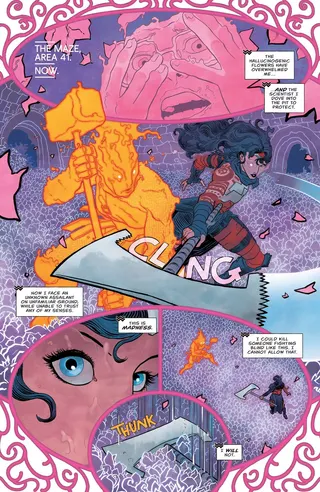 THE MAZE,
AREA 41.
NOW.
THE
HALLUCINOGENIC
FLOWERS HAVE
OVERWHELMED
ME...
...AND THE
SCIENTIST I
DOVE INTO
THE PIT TO
PROTECT.
CLANG
NOW I FACE AN
UNKNOWN ASSAILANT
ON UNFAMILIAR GROUND,
WHILE UNABLE TO TRUST
ANY OF MY SENSES.
THIS IS
MADNESS.
I COULD KILL
SOMEONE FIGHTING
BLIND LIKE THIS. I
CANNOT ALLOW THAT.
THUNK
I WILL
NOT.